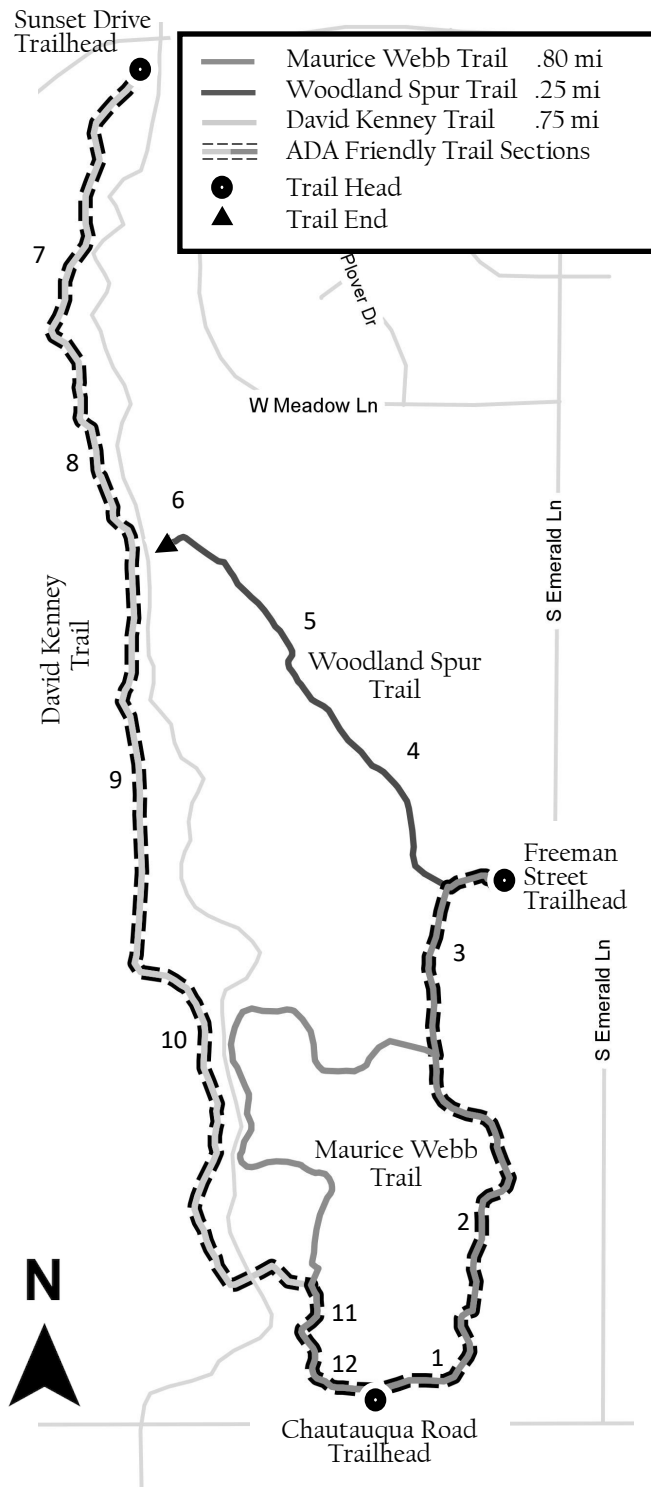 Sunset Drive
Trailhead
Maurice Webb Trail .80 mi
Woodland Spur Trail .25 mi
David Kenney Trail .75 mi
ADA Friendly Trail Sections
Trail Head
Trail End
7
Plover Dr
W Meadow Ln
8
6
S Emerald Ln
David Kenney
Trail
5
Woodland Spur
Trail
4
9
Freeman
Street
Trailhead
3
S Emerald Ln
10
Maurice Webb
Trail
2
N
11
12
1
Chautauqua Road
Trailhead